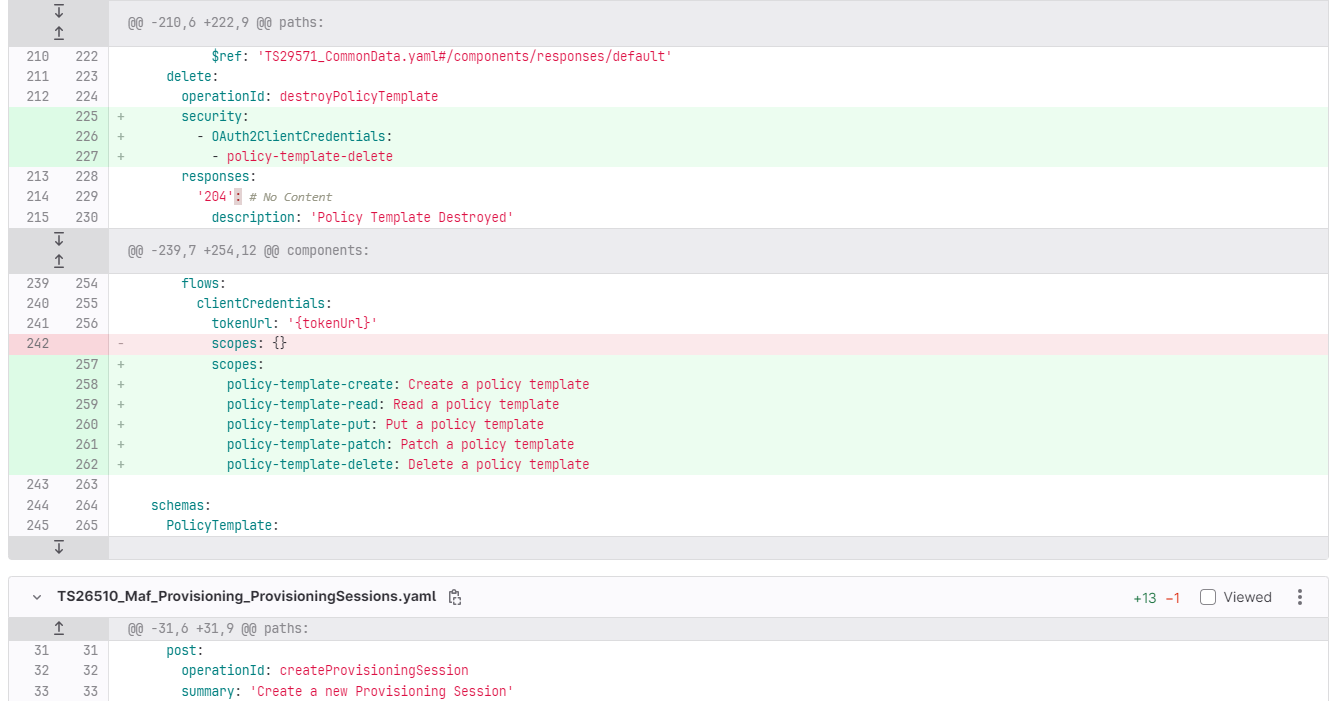 @@ -210,6 +222,9 @@ paths:
210 222 $ref: 'TS29571_CommonData.yaml#/components/responses/default'
211 223 delete:
212 224 operationId: destroyPolicyTemplate
225 + security:
226 + - OAuth2ClientCredentials:
227 + - policy-template-delete
213 228 responses:
214 229 '204': # No Content
215 230 description: 'Policy Template Destroyed'
@@ -239,7 +254,12 @@ components:
239 254 flows:
240 255 clientCredentials:
241 256 tokenUrl: '{tokenUrl}'
242 - scopes: {}
257 + scopes:
258 + policy-template-create: Create a policy template
259 + policy-template-read: Read a policy template
260 + policy-template-put: Put a policy template
261 + policy-template-patch: Patch a policy template
262 + policy-template-delete: Delete a policy template
243 263
244 264 schemas:
245 265 PolicyTemplate:
TS26510_Maf_Provisioning_ProvisioningSessions.yaml +13 −1 Viewed
@@ -31,6 +31,9 @@ paths:
31 31 post:
32 32 operationId: createProvisioningSession
33 33 summary: 'Create a new Provisioning Session'